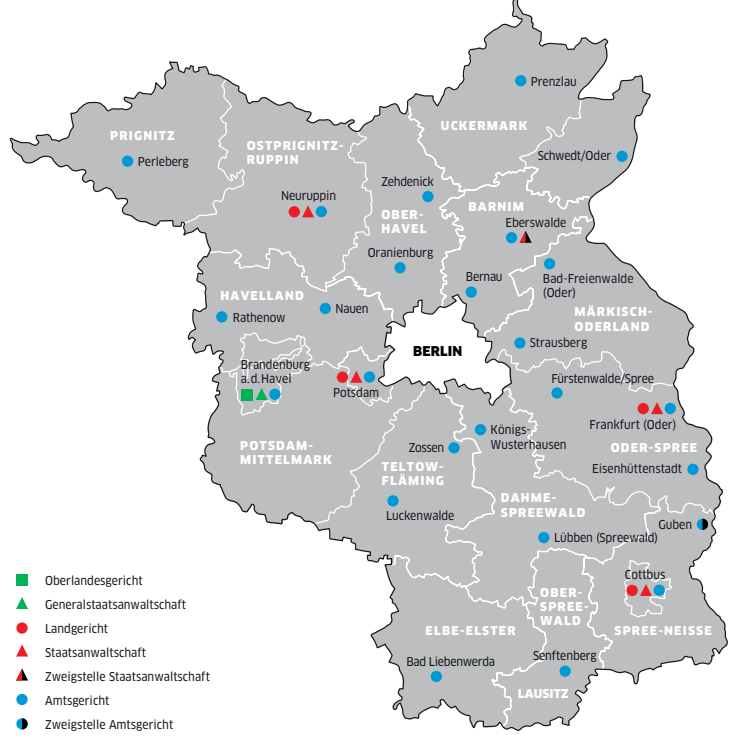 Prenzlau
UCKERMARK
PRIGNITZ
Perleberg
OSTPRIGNITZ-
RUPPIN
Schwedt/Oder
Neuruppin
Zehdenick
OBER-
HAVEL
BARNIM
Eberswalde
Oranienburg
Bernau
Bad-Freienwalde
(Oder)
HAVELLAND
Nauen
Rathenow
MÄRKISCH-
ODERLAND
Strausberg
BERLIN
Brandenburg
a.d.Havel
Potsdam
Fürstenwalde/Spree
Frankfurt (Oder)
POTSDAM-
MITTELMARK
Königs-
Wusterhausen
Zossen
ODER-SPREE
TELTOW-
FLÄMING
Eisenhüttenstadt
DAHME-
SPREEWALD
Luckenwalde
Guben
Lübben (Spreewald)
Cottbus
OBER-
SPREE-
WALD
ELBE-ELSTER
SPREE-NEISSE
Bad Liebenwerda
Senftenberg
LAUSITZ
Oberlandesgericht
Generalstaatsanwaltschaft
Landgericht
Staatsanwaltschaft
Zweigstelle Staatsanwaltschaft
Amtsgericht
Zweigstelle Amtsgericht